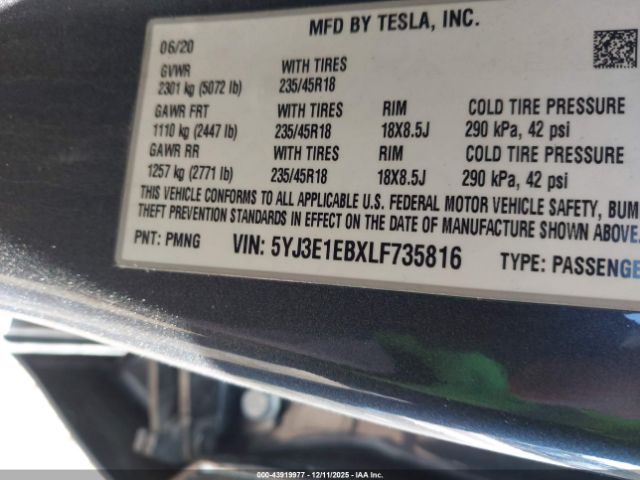 MFD BY TESLA, INC.
06/20
GVWR WITH TIRES
2301 kg (5072 lb) 235/45R18
GAWR FRT WITH TIRES RIM COLD TIRE PRESSURE
1110 kg (2447 lb) 235/45R18 18X8.5J 290 kPa, 42 psi
GAWR RR WITH TIRES RIM COLD TIRE PRESSURE
1257 kg (2771 lb) 235/45R18 18X8.5J 290 kPa, 42 psi
THIS VEHICLE CONFORMS TO ALL APPLICABLE U.S. FEDERAL MOTOR VEHICLE SAFETY, BUM
THEFT PREVENTION STANDARDS IN EFFECT ON THE DATE OF MANUFACTURE SHOWN ABOVE.
PNT: PMNG VIN: 5YJ3E1EBXLF735816 TYPE: PASSENGE
000-43919977 - 12/11/2025 - IAA Inc.